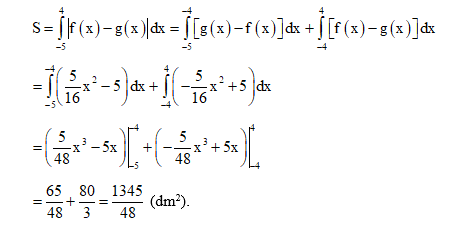 S = ∫_{-5}^{4} |f(x) − g(x)| dx = ∫_{-5}^{-4} [g(x) − f(x)] dx + ∫_{-4}^{4} [f(x) − g(x)] dx
= ∫_{-5}^{-4} (5/16 x² − 5) dx + ∫_{-4}^{4} (−5/16 x² + 5) dx
= (5/48 x³ − 5x) |_{-5}^{-4} + (−5/48 x³ + 5x) |_{-4}^{4}
= 65/48 + 80/3 = 1345/48 (dm²).